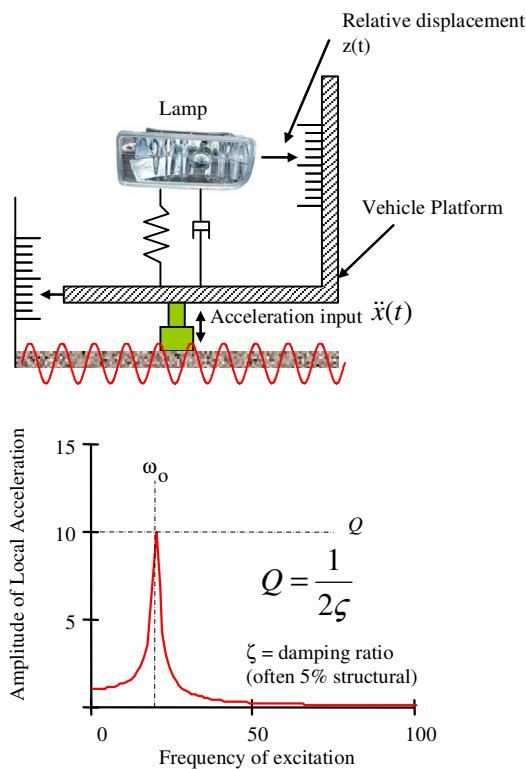 Relative displacement
z(t)
Lamp
Vehicle Platform
Acceleration input ẍ(t)
Amplitude of Local Acceleration
15
ω₀
10
Q
Q = 1/2ς
5
ζ = damping ratio
(often 5% structural)
0
50
100
Frequency of excitation